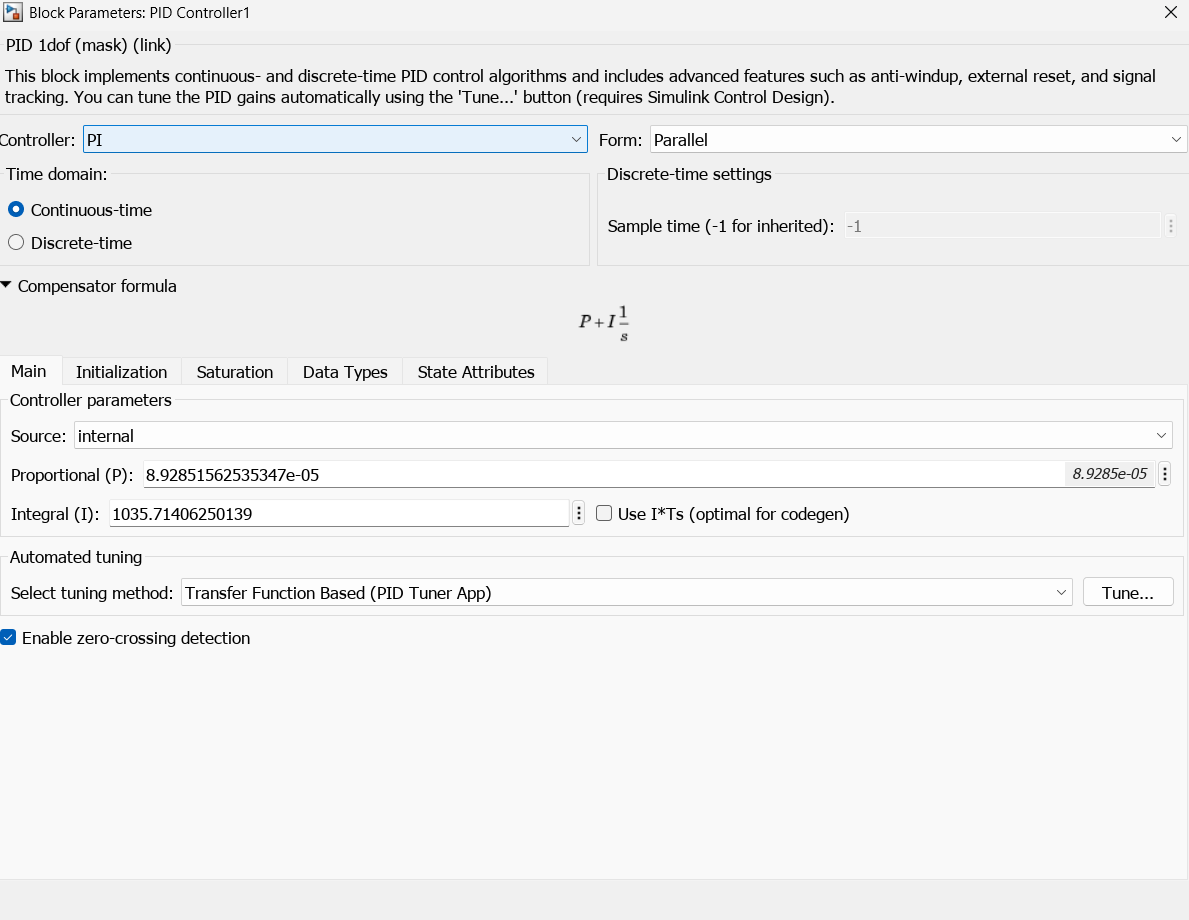 Block Parameters: PID Controller1
PID 1dof (mask) (link)
This block implements continuous- and discrete-time PID control algorithms and includes advanced features such as anti-windup, external reset, and signal
tracking. You can tune the PID gains automatically using the 'Tune...' button (requires Simulink Control Design).
Controller: PI Form: Parallel
Time domain:
Continuous-time
Discrete-time
Discrete-time settings
Sample time (-1 for inherited): -1
Compensator formula
P + I 1/s
Main Initialization Saturation Data Types State Attributes
Controller parameters
Source: internal
Proportional (P): 8.92851562535347e-05 8.9285e-05
Integral (I): 1035.71406250139 Use I*Ts (optimal for codegen)
Automated tuning
Select tuning method: Transfer Function Based (PID Tuner App) Tune...
Enable zero-crossing detection